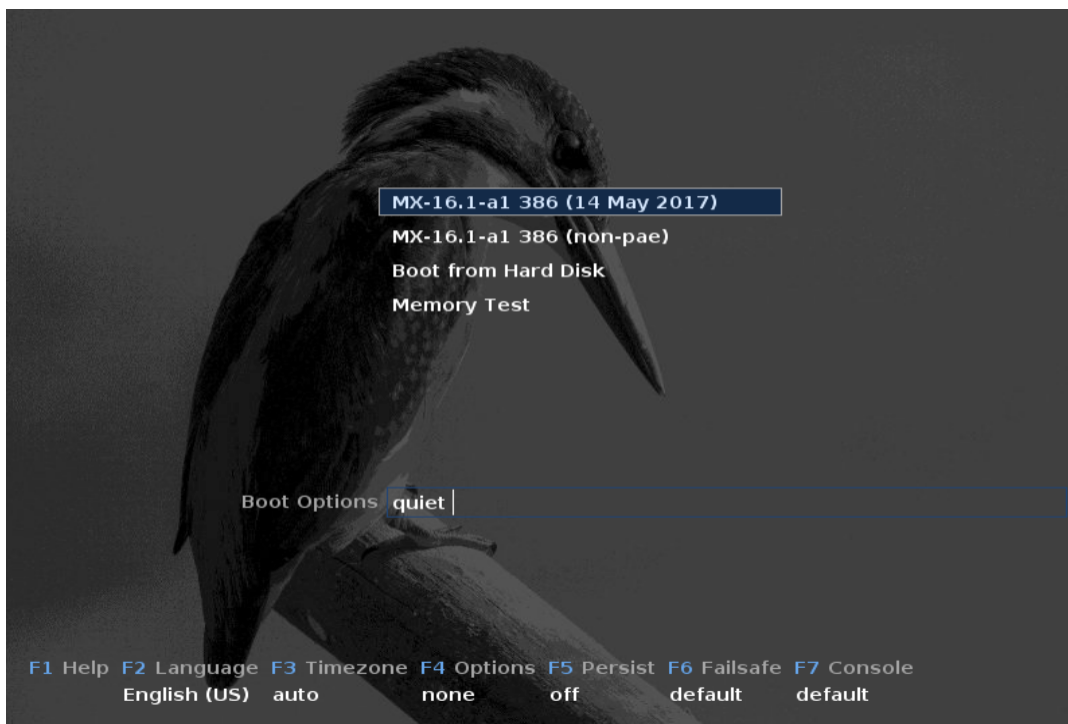 MX-16.1-a1 386 (14 May 2017)
MX-16.1-a1 386 (non-pae)
Boot from Hard Disk
Memory Test
Boot Options quiet
F1 Help F2 Language F3 Timezone F4 Options F5 Persist F6 Failsafe F7 Console
English (US) auto none off default default